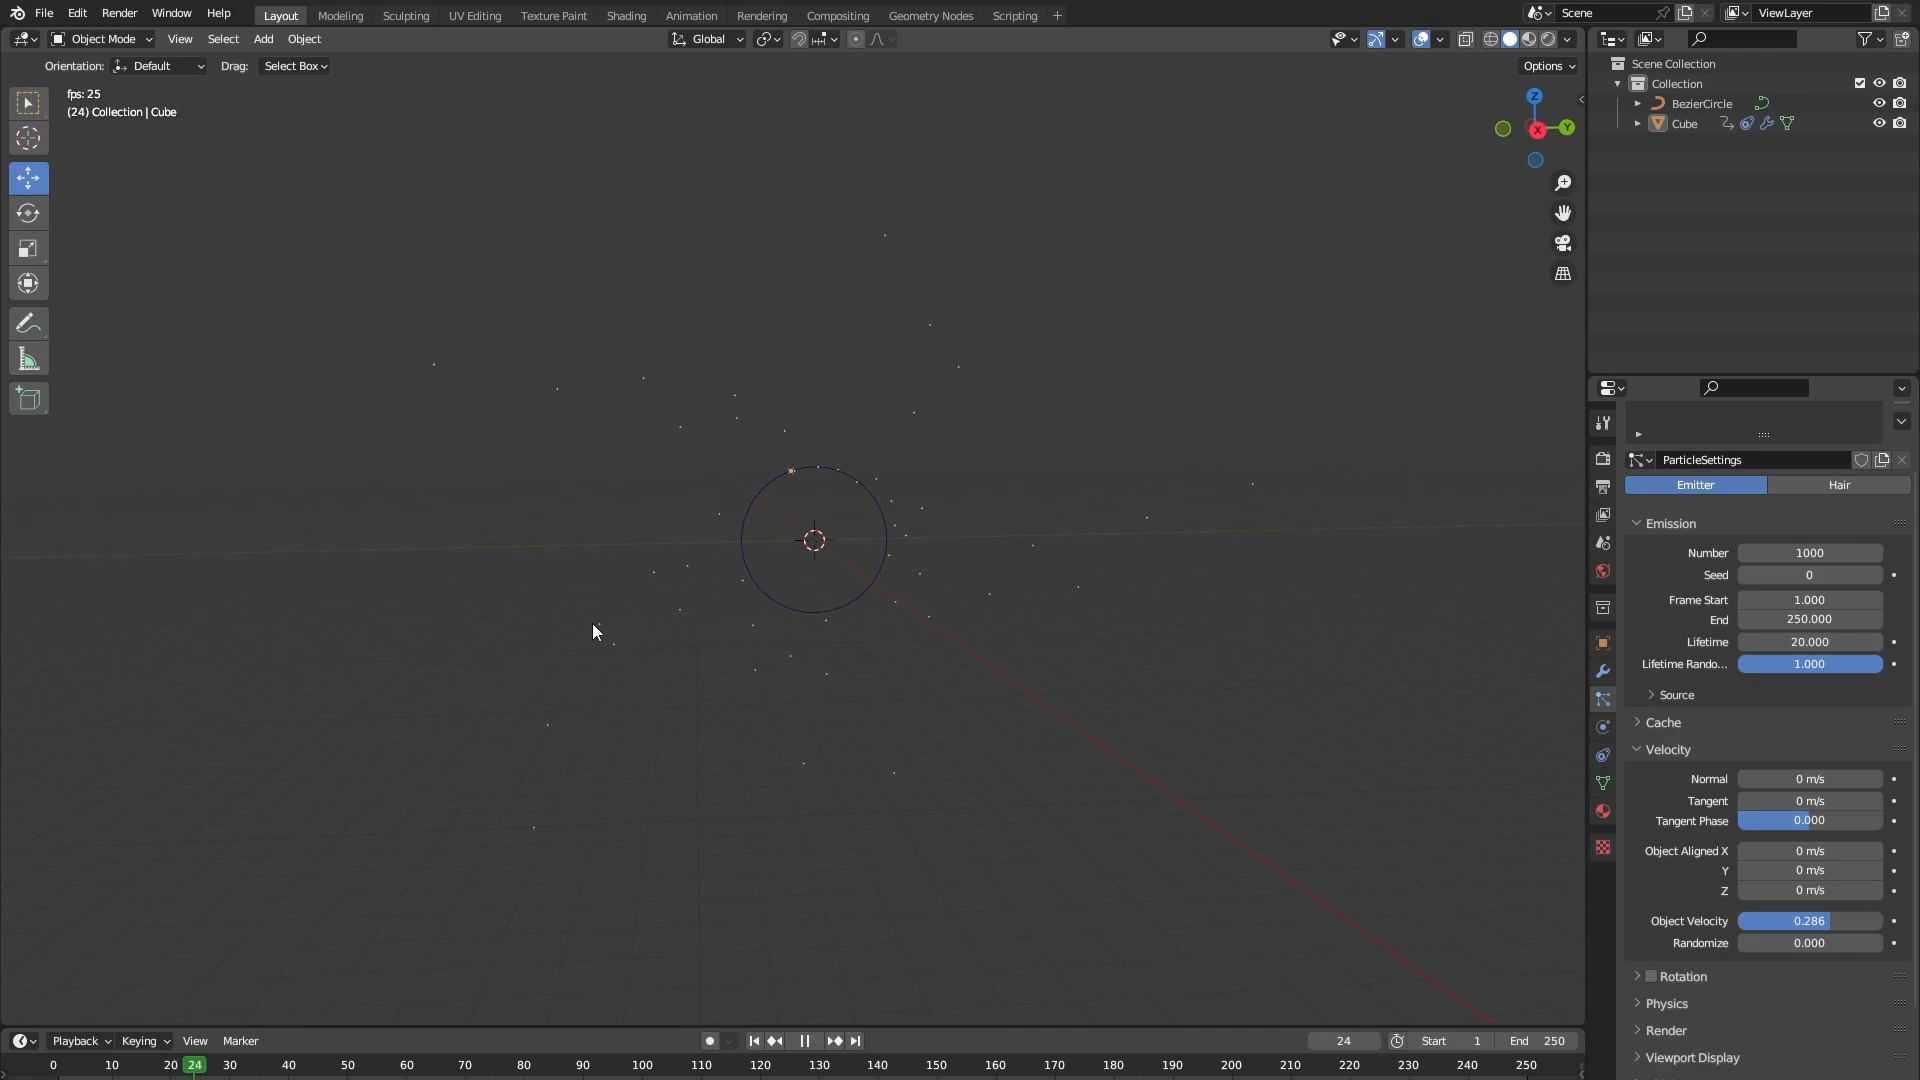 File Edit Render Window Help Layout Modeling Sculpting UV Editing Texture Paint Shading Animation Rendering Compositing Geometry Nodes Scripting + Scene ViewLayer
Object Mode View Select Add Object Global
Orientation: Default Drag: Select Box Options
fps: 25
(24) Collection | Cube
Z
X
Y
Scene Collection
Collection
BezierCircle
Cube
ParticleSettings
Emitter Hair
Emission
Number 1000
Seed 0
Frame Start 1.000
End 250.000
Lifetime 20.000
Lifetime Rando... 1.000
Source
Cache
Velocity
Normal 0 m/s
Tangent 0 m/s
Tangent Phase 0.000
Object Aligned X 0 m/s
Y 0 m/s
Z 0 m/s
Object Velocity 0.286
Randomize 0.000
Rotation
Physics
Render
Viewport Display
Playback Keying View Marker 24 Start 1 End 250
0 10 20 24 30 40 50 60 70 80 90 100 110 120 130 140 150 160 170 180 190 200 210 220 230 240 250